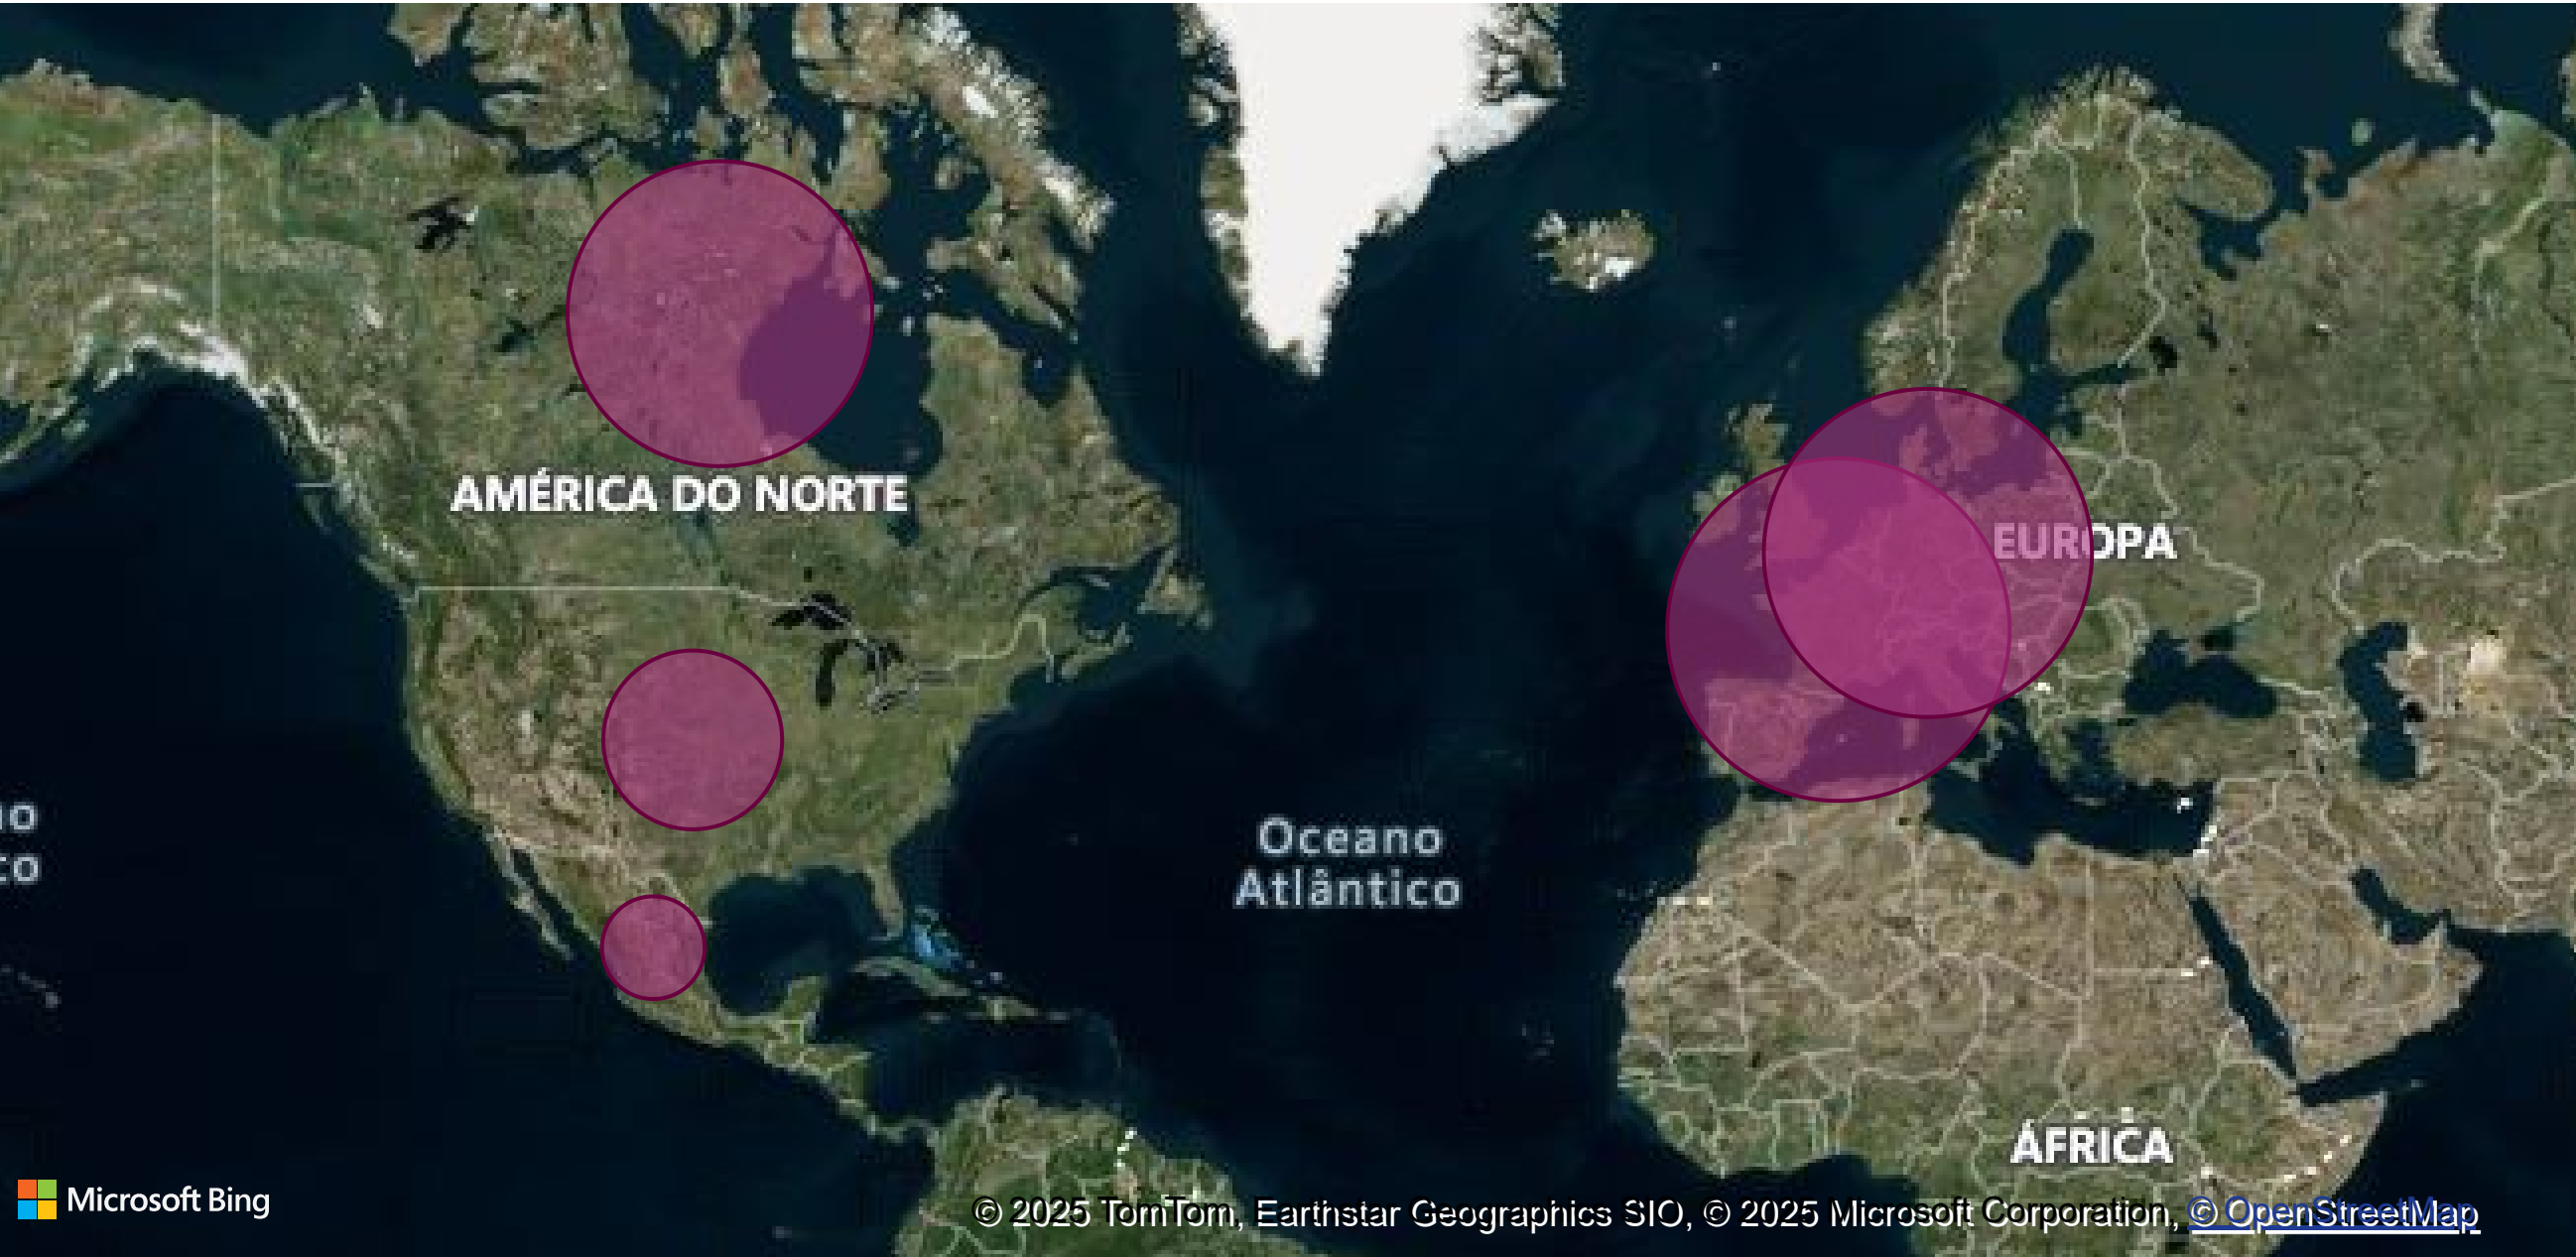 AMÉRICA DO NORTE
EUROPA
Oceano
Atlântico
ÁFRICA
Microsoft Bing
© 2025 TomTom, Earthstar Geographics SIO, © 2025 Microsoft Corporation, © OpenStreetMap